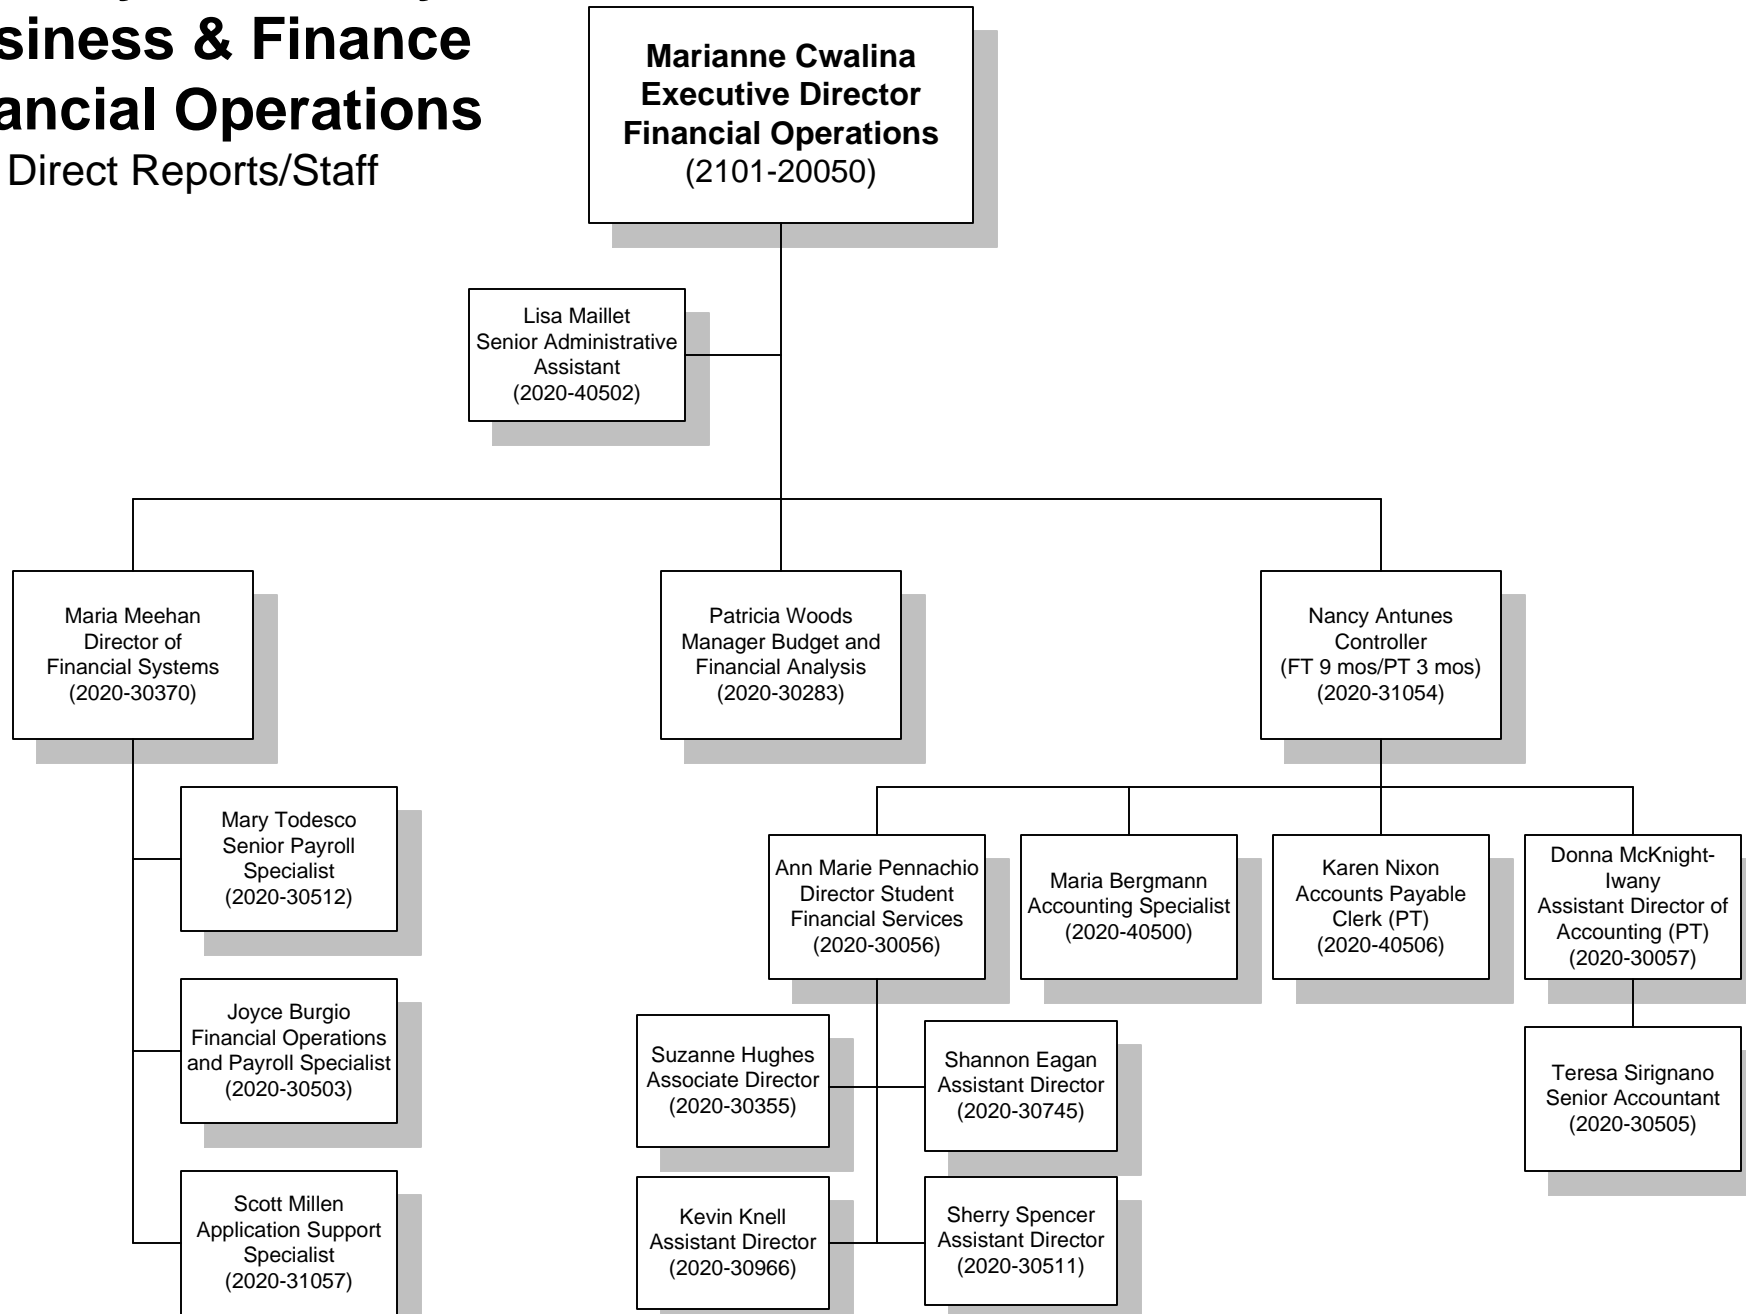 & Finance
Operations
Direct Reports/Staff
Marianne Cwalina
Executive Director
Financial Operations
(2101-20050)
Lisa Maillet
Senior Administrative
Assistant
(2020-40502)
Maria Meehan
Director of
Financial Systems
(2020-30370)
Patricia Woods
Manager Budget and
Financial Analysis
(2020-30283)
Nancy Antunes
Controller
(FT 9 mos/PT 3 mos)
(2020-31054)
Mary Todesco
Senior Payroll
Specialist
(2020-30512)
Joyce Burgio
Financial Operations
and Payroll Specialist
(2020-30503)
Scott Millen
Application Support
Specialist
(2020-31057)
Ann Marie Pennachio
Director Student
Financial Services
(2020-30056)
Maria Bergmann
Accounting Specialist
(2020-40500)
Karen Nixon
Accounts Payable
Clerk (PT)
(2020-40506)
Donna McKnight-
Iwany
Assistant Director of
Accounting (PT)
(2020-30057)
Suzanne Hughes
Associate Director
(2020-30355)
Shannon Eagan
Assistant Director
(2020-30745)
Teresa Sirignano
Senior Accountant
(2020-30505)
Kevin Knell
Assistant Director
(2020-30966)
Sherry Spencer
Assistant Director
(2020-30511)